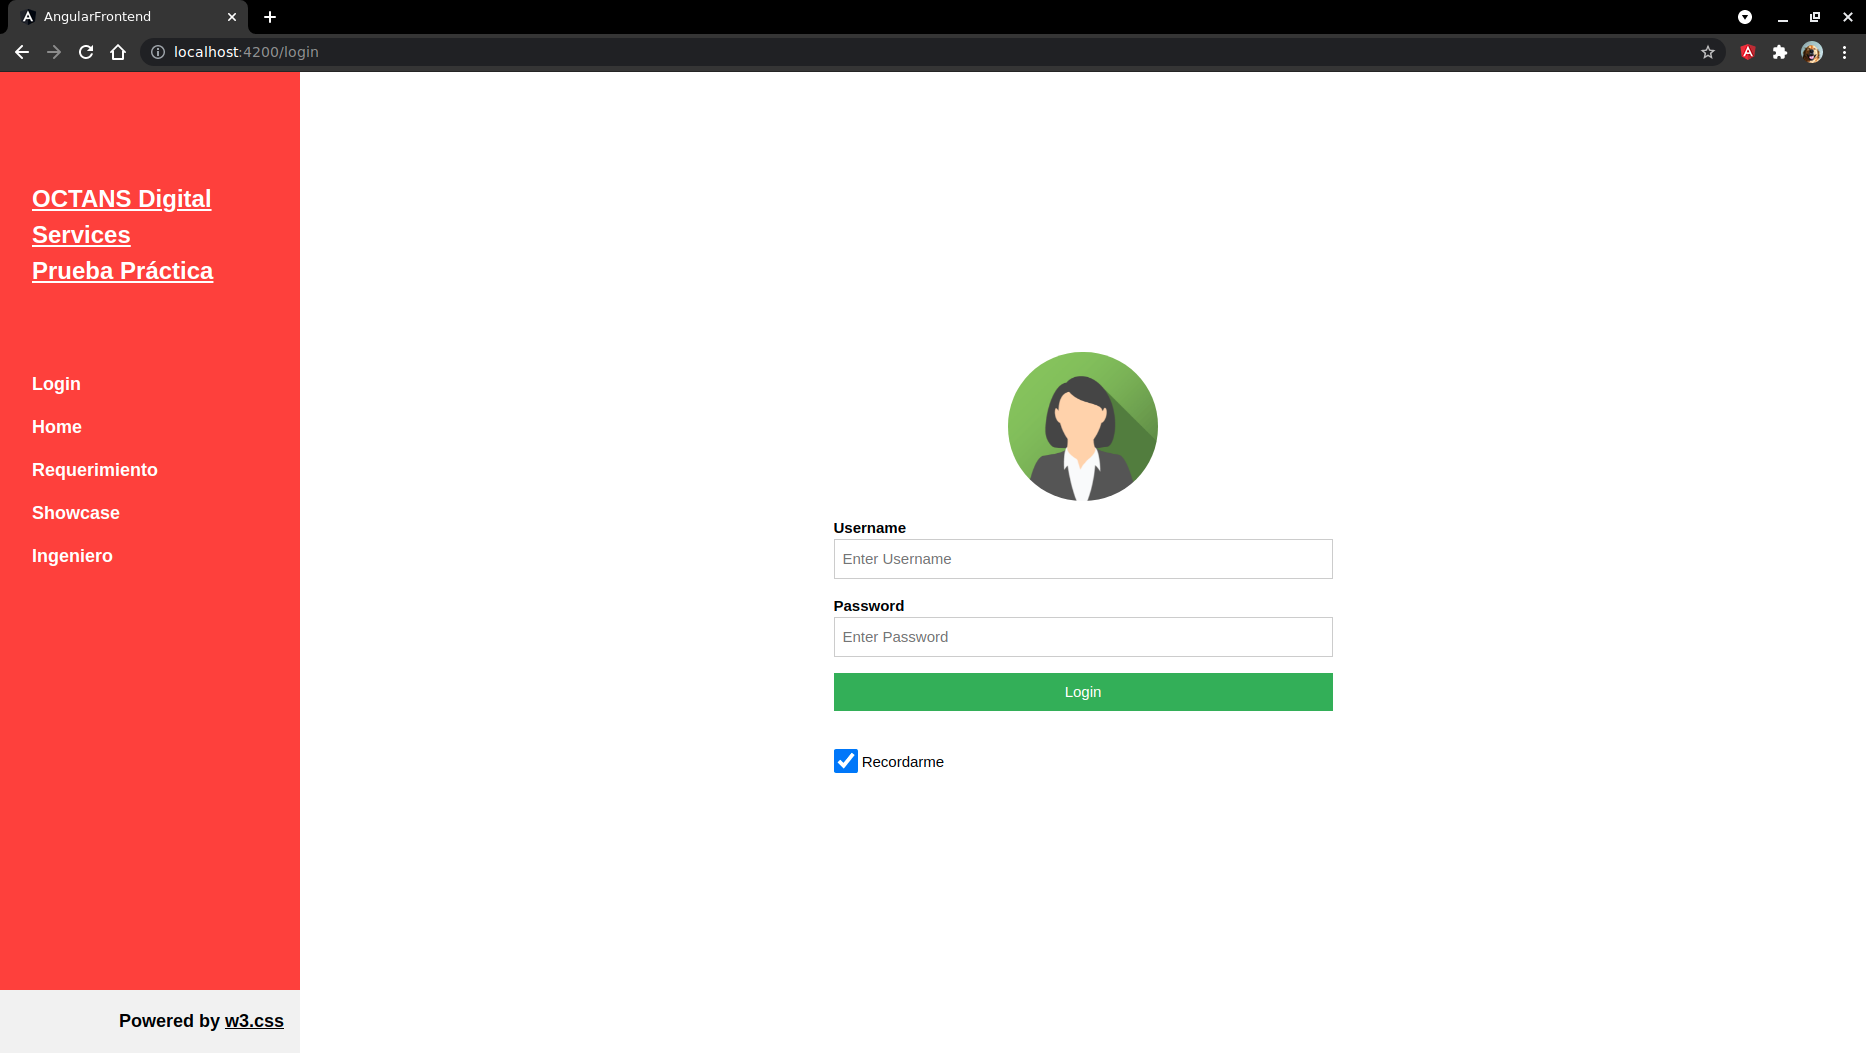 AngularFrontend
localhost:4200/login
OCTANS Digital
Services
Prueba Práctica
Login
Home
Requerimiento
Showcase
Ingeniero
Powered by w3.css
Username
Enter Username
Password
Enter Password
Login
Recordarme